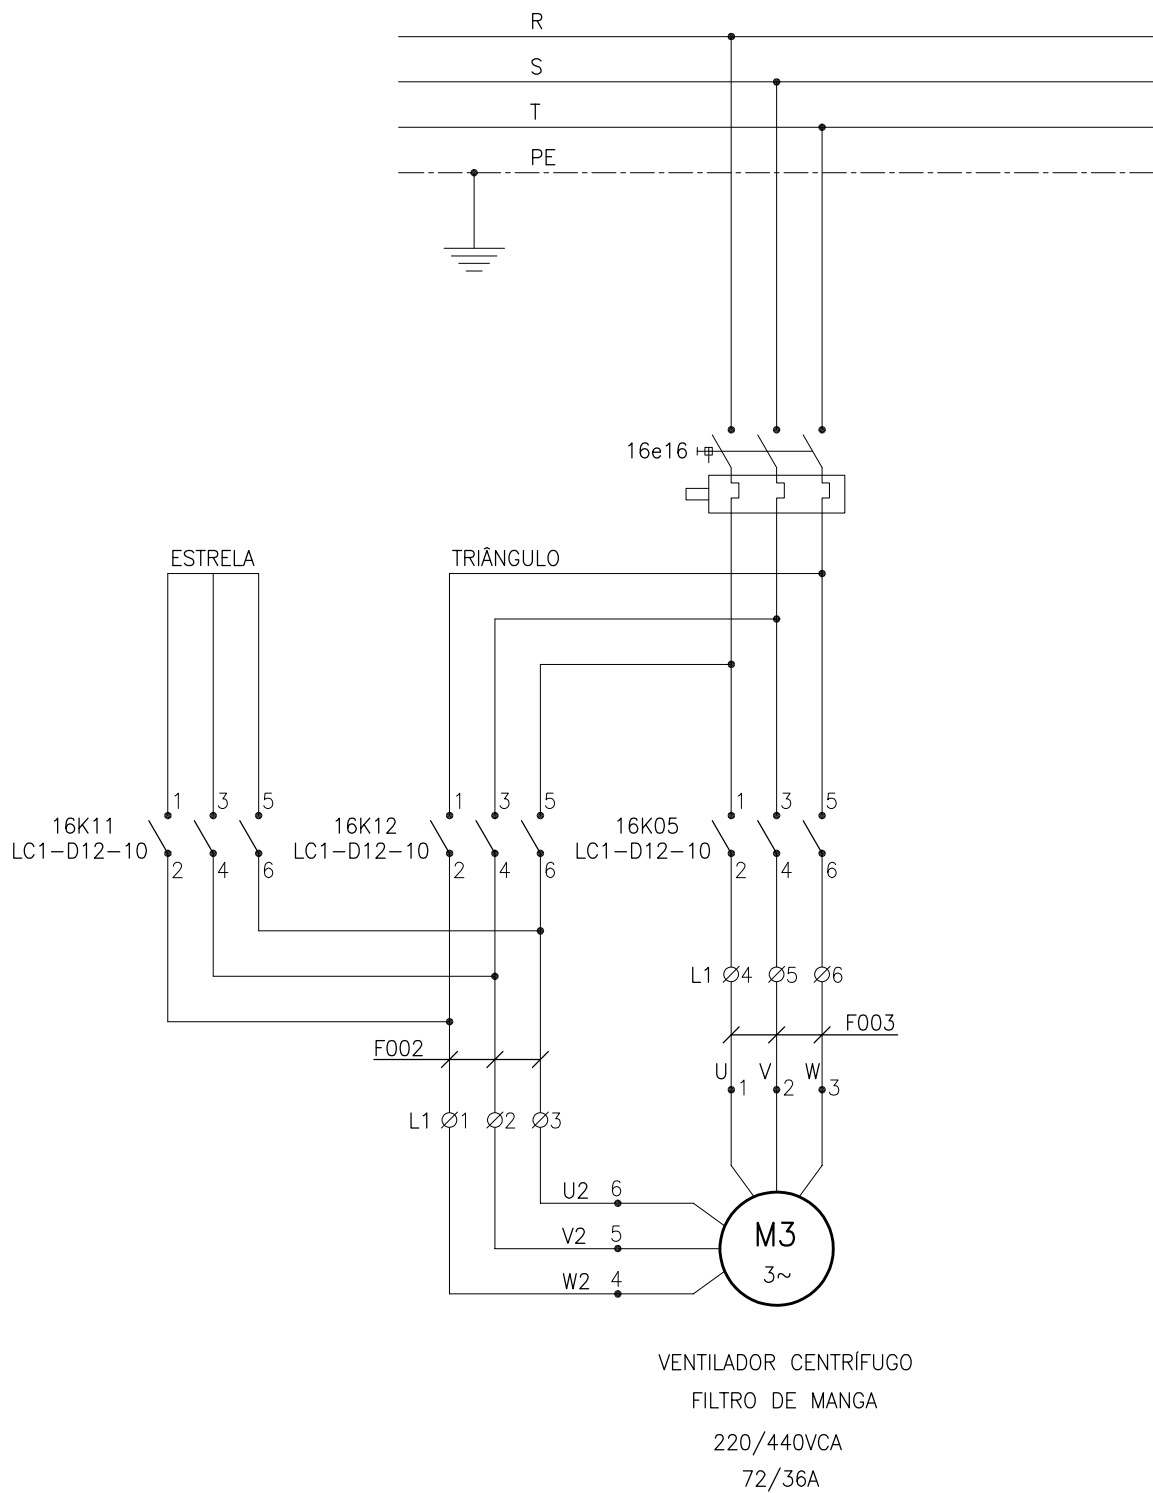 R
S
T
PE
16e16
ESTRELA
TRIÂNGULO
1 3 5
16K11
LC1-D12-10
2 4 6
1 3 5
16K12
LC1-D12-10
2 4 6
1 3 5
16K05
LC1-D12-10
2 4 6
L1 4 5 6
F003
F002
U V W
1 2 3
L1 1 2 3
U2 6
V2 5
W2 4
M3
3~
VENTILADOR CENTRÍFUGO
FILTRO DE MANGA
220/440VCA
72/36A